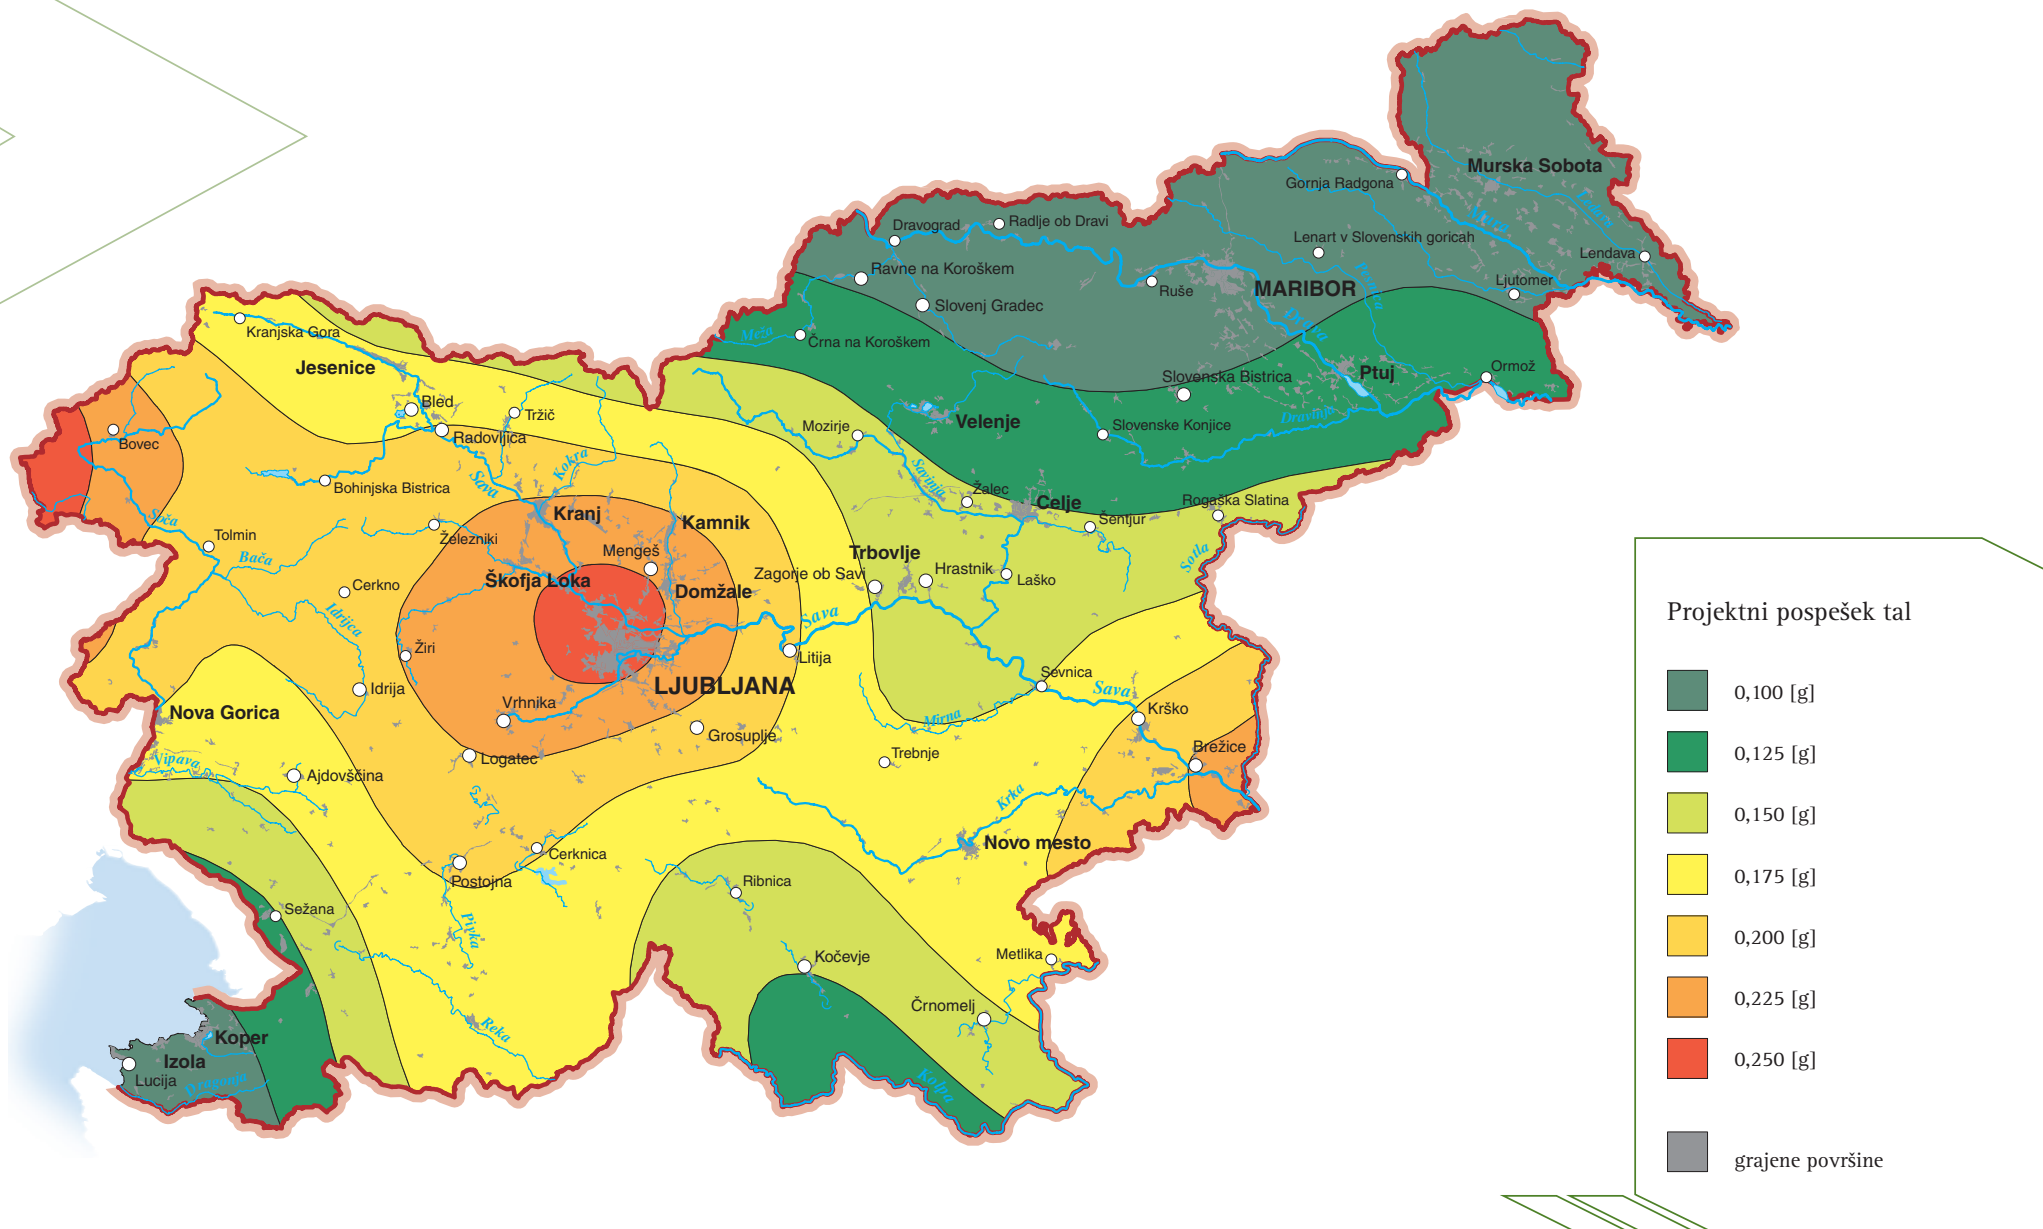 Murska Sobota
Gornja Radgona
Mura
Ledava
Dravograd
Radlje ob Dravi
Lenart v Slovenskih goricah
Lendava
Ravne na Koroškem
Ruše
MARIBOR
Pesnica
Ljutomer
Slovenj Gradec
Drava
Kranjska Gora
Meža
Črna na Koroškem
Jesenice
Ptuj
Ormož
Slovenska Bistrica
Bled
Tržič
Velenje
Dravinja
Bovec
Radovljica
Mozirje
Slovenske Konjice
Kokra
Sava
Savinja
Bohinjska Bistrica
Žalec
Celje
Rogaška Slatina
Soča
Kranj
Kamnik
Šentjur
Tolmin
Železniki
Mengeš
Trbovlje
Sotla
Bača
Škofja Loka
Zagorje ob Savi
Hrastnik
Laško
Cerkno
Domžale
Idrijca
Sava
Žiri
Litija
Sevnica
Idrija
LJUBLJANA
Sava
Vrhnika
Krško
Nova Gorica
Mirna
Grosuplje
Brežice
Vipava
Logatec
Trebnje
Ajdovščina
Krka
Novo mesto
Cerknica
Postojna
Ribnica
Sežana
Pivka
Kočevje
Metlika
Črnomelj
Reka
Koper
Izola
Lucija
Dragonja
Kolpa
Projektni pospešek tal
0,100 [g]
0,125 [g]
0,150 [g]
0,175 [g]
0,200 [g]
0,225 [g]
0,250 [g]
grajene površine